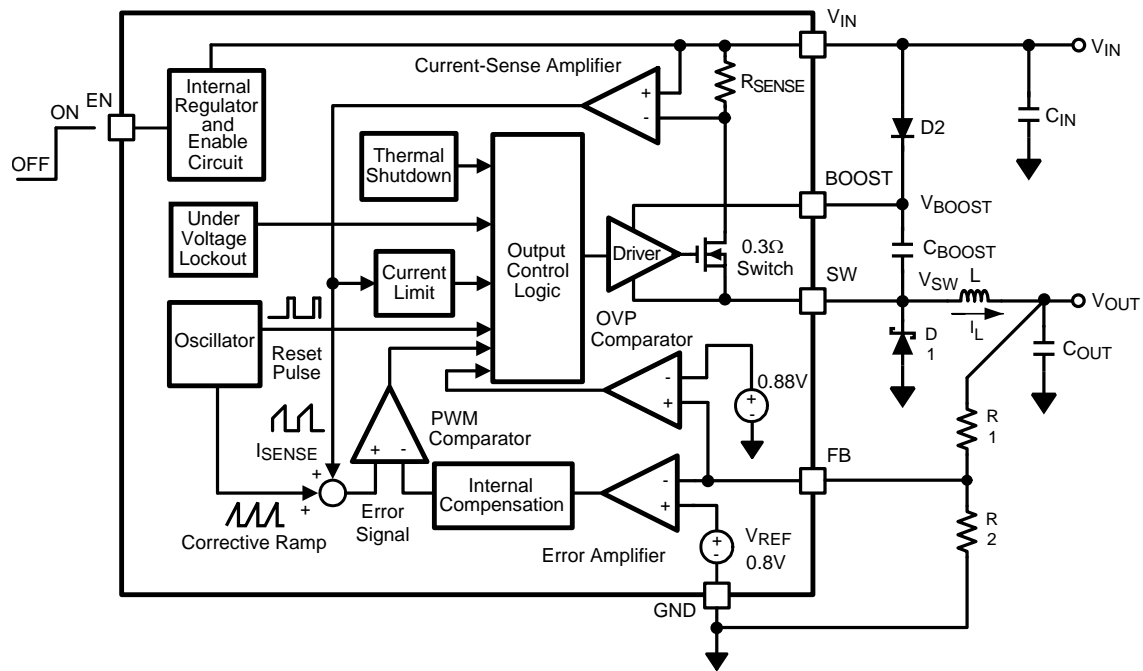 VIN
VIN
Current-Sense Amplifier
RSENSE
+
-
EN
ON
OFF
Internal
Regulator
and
Enable
Circuit
D2
CIN
Thermal
Shutdown
BOOST
VBOOST
Under
Voltage
Lockout
Output
Control
Logic
Driver
0.3Ω
Switch
CBOOST
Current
Limit
SW
VSW
L
VOUT
IL
Oscillator
Reset
Pulse
OVP
Comparator
D
1
COUT
-
+
0.88V
+
-
R
1
PWM
Comparator
ISENSE
+
-
FB
+
+
Internal
Compensation
-
+
Error
Signal
Corrective Ramp
Error Amplifier
VREF
0.8V
+
-
R
2
GND